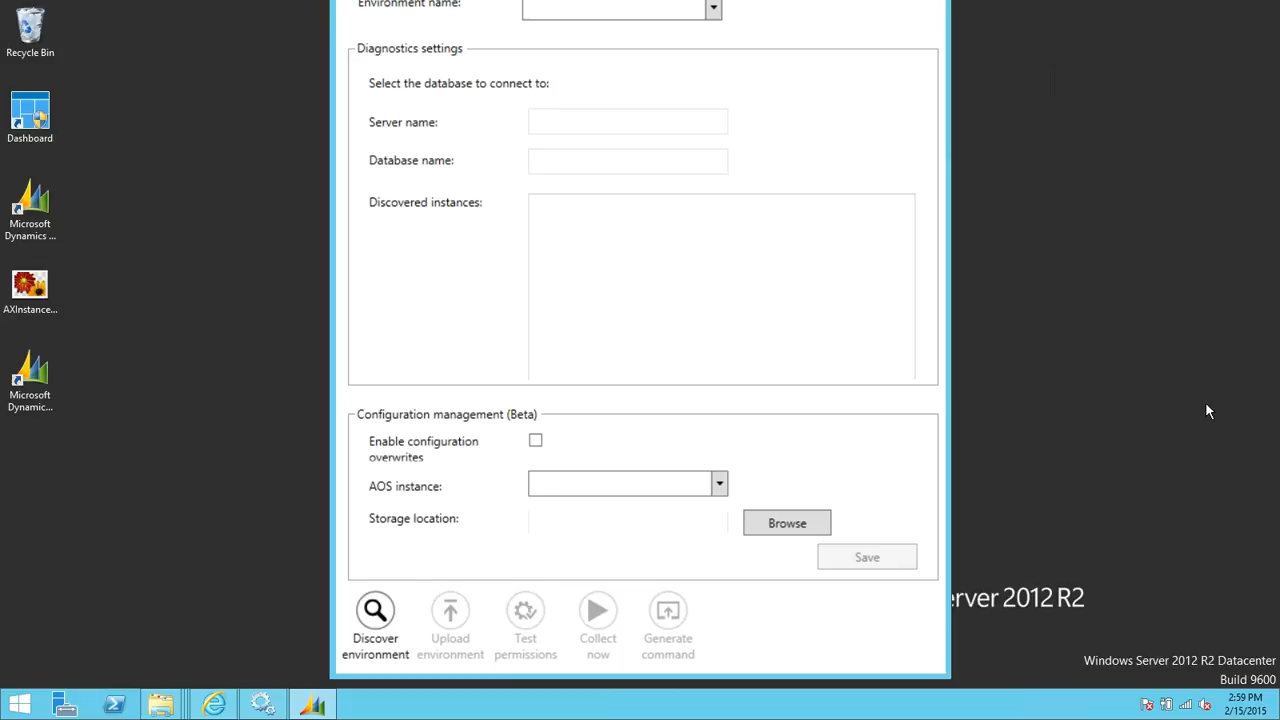 Environment name:
Recycle Bin
Diagnostics settings
Select the database to connect to:
Dashboard
Server name:
Database name:
Discovered instances:
Microsoft
Dynamics ...
AXInstance...
Microsoft
Dynamic...
Configuration management (Beta)
Enable configuration
overwrites
AOS instance:
Storage location:
Browse
Save
erver 2012 R2
Discover
environment
Upload
environment
Test
permissions
Collect
now
Generate
command
Windows Server 2012 R2 Datacenter
Build 9600
2:59 PM
2/15/2015